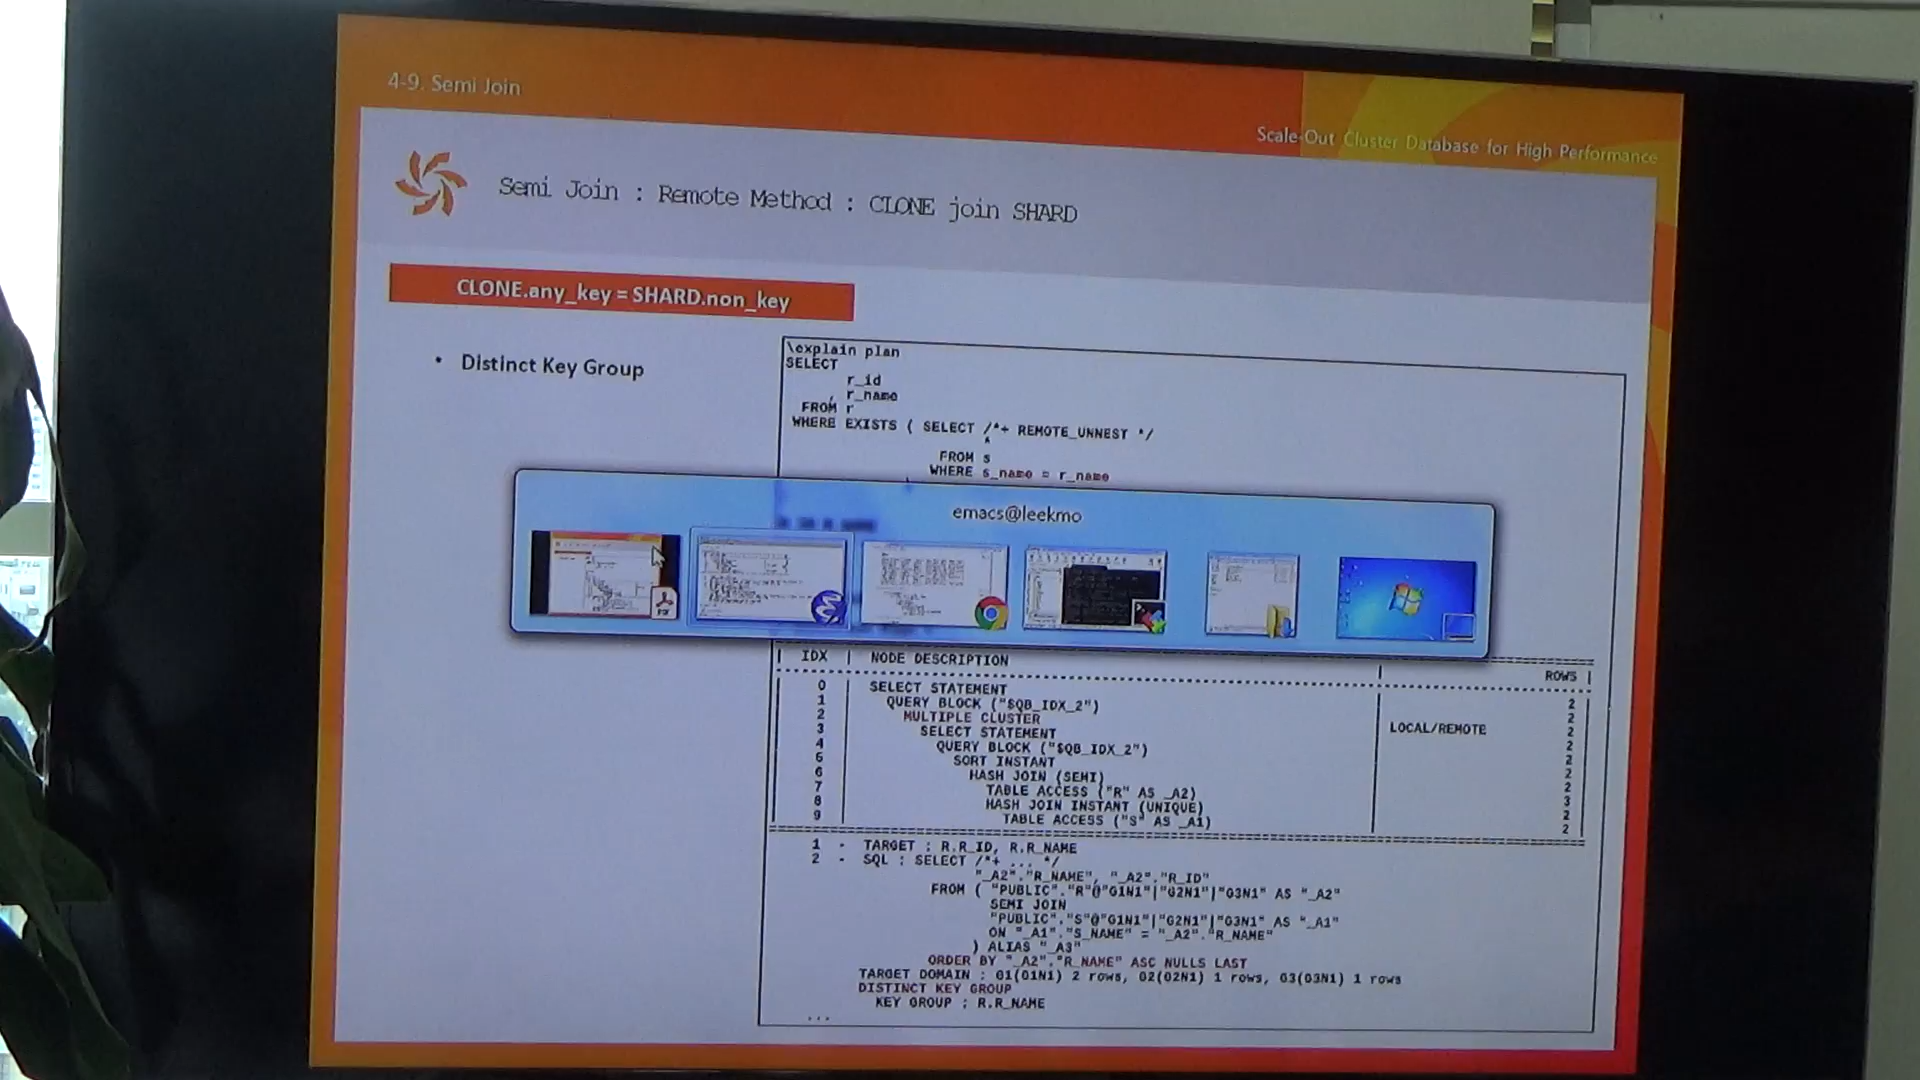 4-9. Semi Join
Scale-Out Cluster Database for High Performance
Semi Join : Remote Method : CLONE join SHARD
CLONE.any_key = SHARD.non_key
• Distinct Key Group
\explain plan
SELECT
r_id
, r_name
FROM r
WHERE EXISTS ( SELECT /*+ REMOTE_UNNEST */
*
FROM s
WHERE s_name = r_name
emacs@leekmo
| IDX | NODE DESCRIPTION | ROWS |
0 | SELECT STATEMENT | 2
1 | QUERY BLOCK ("$QB_IDX_2") | 2
2 | MULTIPLE CLUSTER | LOCAL/REMOTE 2
3 | SELECT STATEMENT | 2
4 | QUERY BLOCK ("$QB_IDX_2") | 2
5 | SORT INSTANT | 2
6 | HASH JOIN (SEMI) | 2
7 | TABLE ACCESS ("R" AS _A2) | 3
8 | HASH JOIN INSTANT (UNIQUE) | 2
9 | TABLE ACCESS ("S" AS _A1) | 2
1 - TARGET : R.R_ID, R.R_NAME
2 - SQL : SELECT /*+ ... */
"_A2"."R_NAME", "_A2"."R_ID"
FROM ( "PUBLIC"."R"@"G1N1"|"G2N1"|"G3N1" AS "_A2"
SEMI JOIN
"PUBLIC"."S"@"G1N1"|"G2N1"|"G3N1" AS "_A1"
ON "_A1"."S_NAME" = "_A2"."R_NAME"
) ALIAS "_A3"
ORDER BY "_A2"."R_NAME" ASC NULLS LAST
TARGET DOMAIN : G1(G1N1) 2 rows, G2(G2N1) 1 rows, G3(G3N1) 1 rows
DISTINCT KEY GROUP
KEY GROUP : R.R_NAME
...